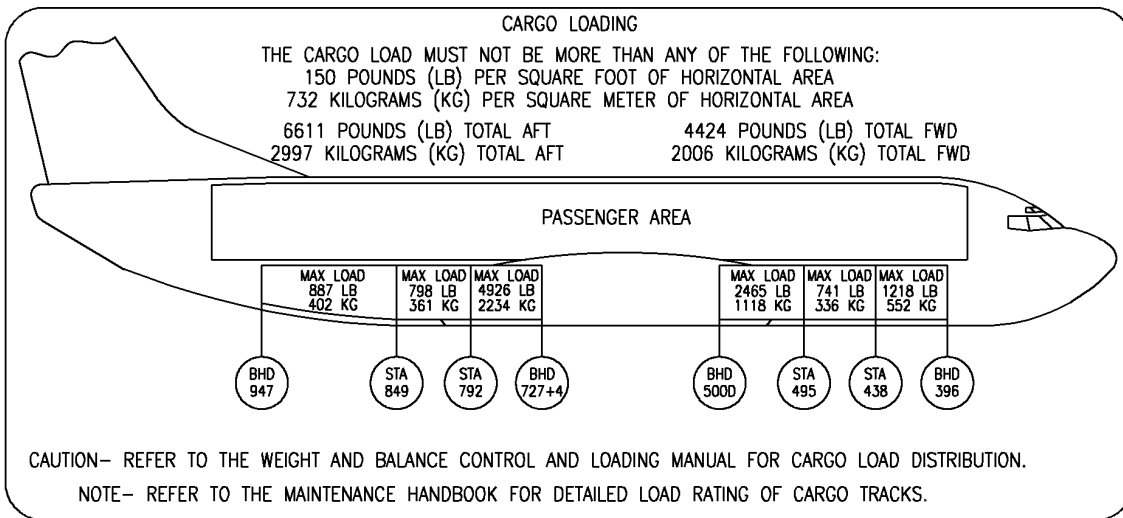 CARGO LOADING
THE CARGO LOAD MUST NOT BE MORE THAN ANY OF THE FOLLOWING:
150 POUNDS (LB) PER SQUARE FOOT OF HORIZONTAL AREA
732 KILOGRAMS (KG) PER SQUARE METER OF HORIZONTAL AREA
6611 POUNDS (LB) TOTAL AFT
2997 KILOGRAMS (KG) TOTAL AFT
4424 POUNDS (LB) TOTAL FWD
2006 KILOGRAMS (KG) TOTAL FWD
PASSENGER AREA
MAX LOAD
887 LB
402 KG
MAX LOAD
798 LB
361 KG
MAX LOAD
4926 LB
2234 KG
MAX LOAD
2465 LB
1118 KG
MAX LOAD
741 LB
336 KG
MAX LOAD
1218 LB
552 KG
BHD
947
STA
849
STA
792
BHD
727+4
BHD
500D
STA
495
STA
438
BHD
396
CAUTION– REFER TO THE WEIGHT AND BALANCE CONTROL AND LOADING MANUAL FOR CARGO LOAD DISTRIBUTION.
NOTE– REFER TO THE MAINTENANCE HANDBOOK FOR DETAILED LOAD RATING OF CARGO TRACKS.